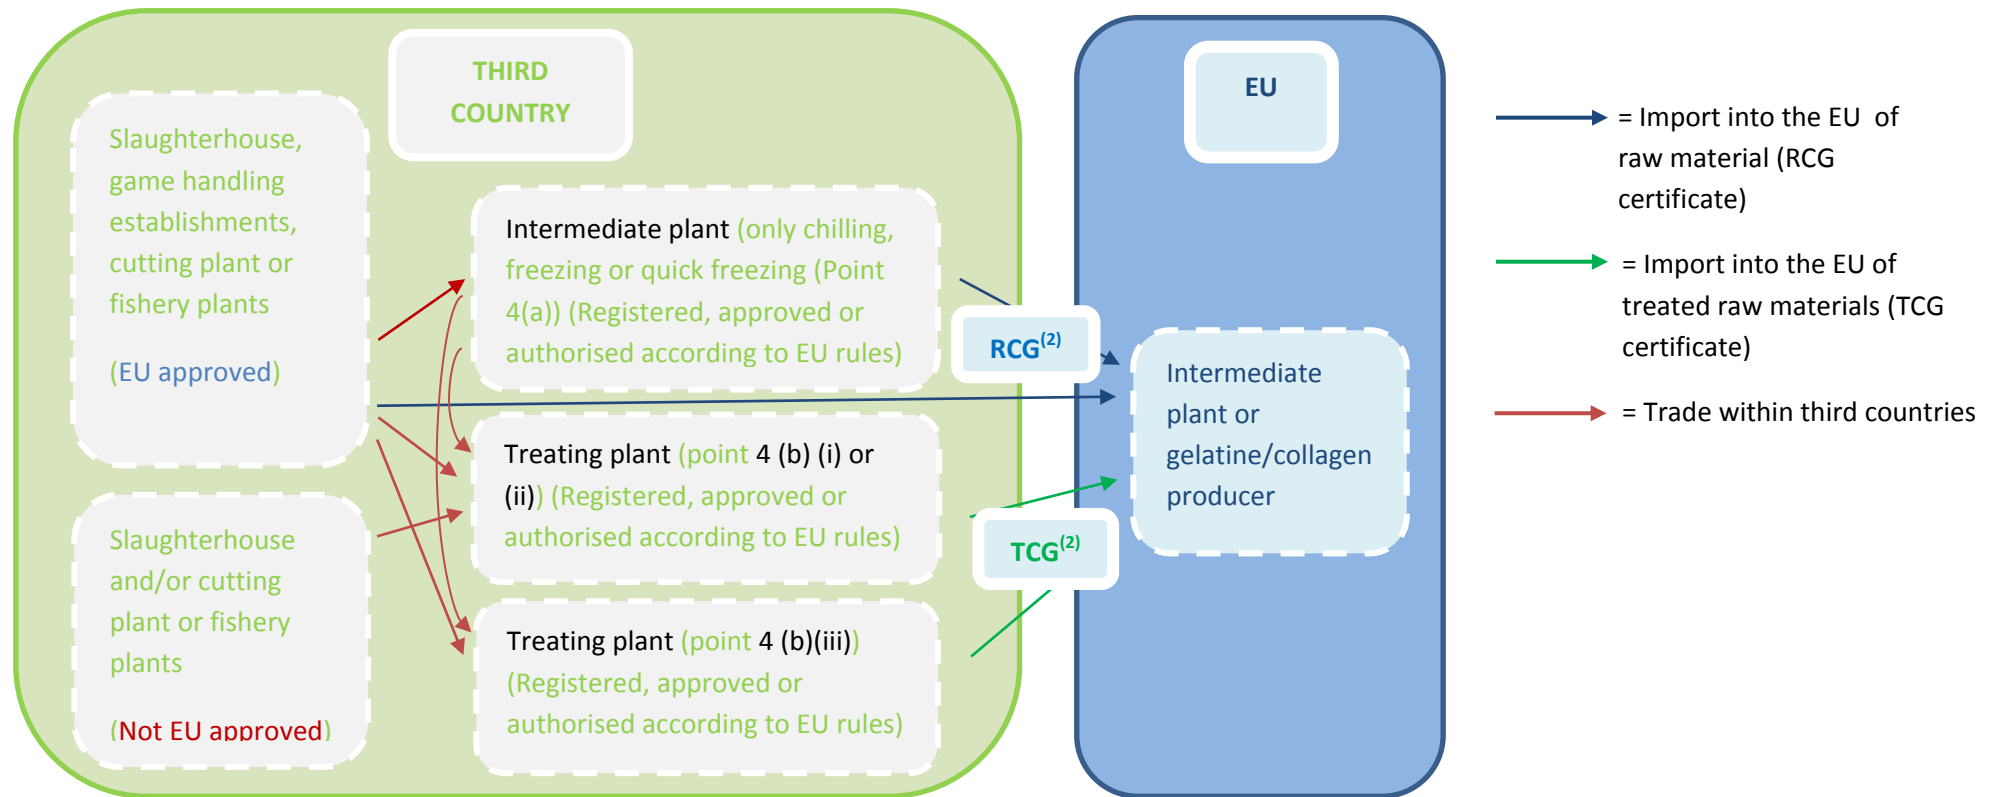 THIRD
COUNTRY
Slaughterhouse,
game handling
establishments,
cutting plant or
fishery plants
(EU approved)
Slaughterhouse
and/or cutting
plant or fishery
plants
(Not EU approved)
Intermediate plant (only chilling,
freezing or quick freezing (Point
4(a)) (Registered, approved or
authorised according to EU rules)
Treating plant (point 4 (b) (i) or
(ii)) (Registered, approved or
authorised according to EU rules)
Treating plant (point 4 (b)(iii))
(Registered, approved or
authorised according to EU rules)
RCG(2)
TCG(2)
EU
Intermediate
plant or
gelatine/collagen
producer
= Import into the EU of
raw material (RCG
certificate)
= Import into the EU of
treated raw materials (TCG
certificate)
= Trade within third countries